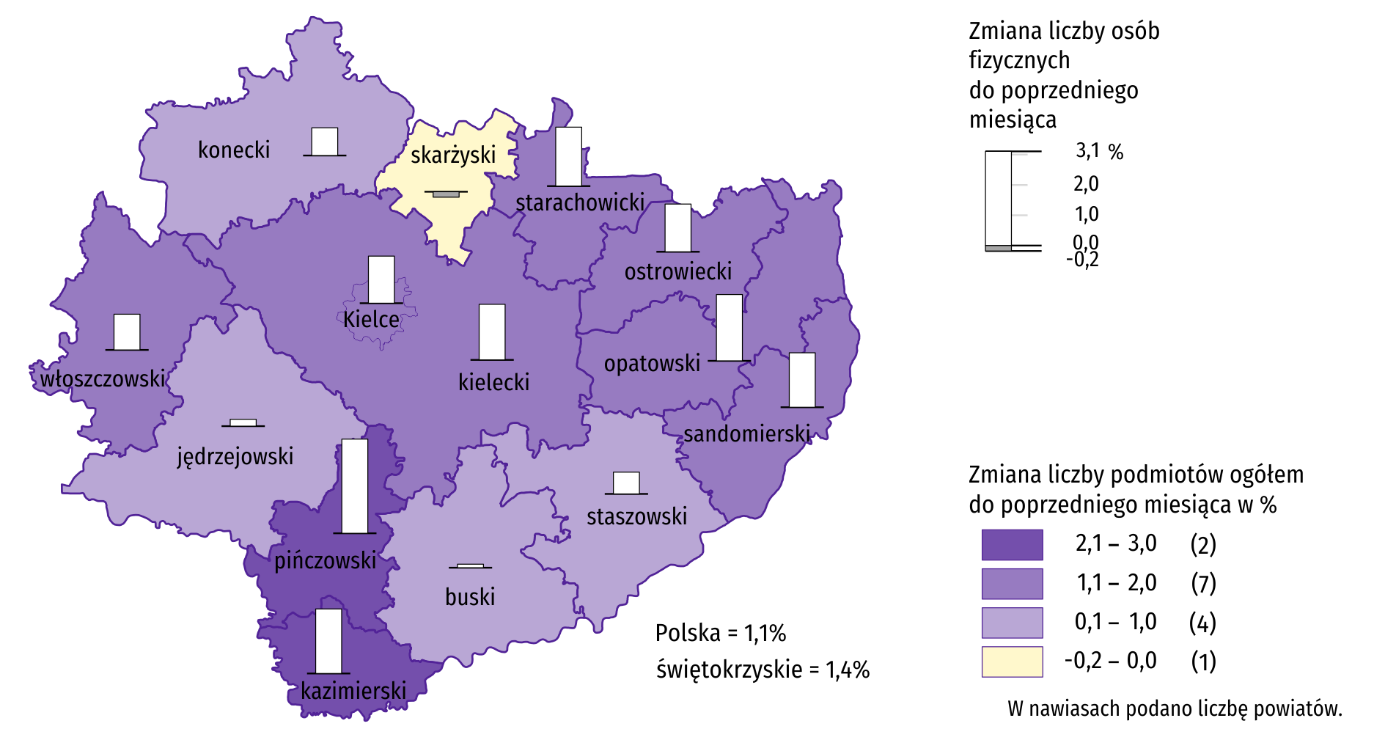 konecki
skarżyski
starachowicki
ostrowiecki
Kielce
kielecki
opatowski
włoszczowski
sandomierski
jędrzejowski
staszowski
pińczowski
buski
kazimierski
Polska = 1,1%
świętokrzyskie = 1,4%
Zmiana liczby osób
fizycznych
do poprzedniego
miesiąca
3,1 %
2,0
1,0
0,0
-0,2
Zmiana liczby podmiotów ogółem
do poprzedniego miesiąca w %
2,1 – 3,0 (2)
1,1 – 2,0 (7)
0,1 – 1,0 (4)
-0,2 – 0,0 (1)
W nawiasach podano liczbę powiatów.